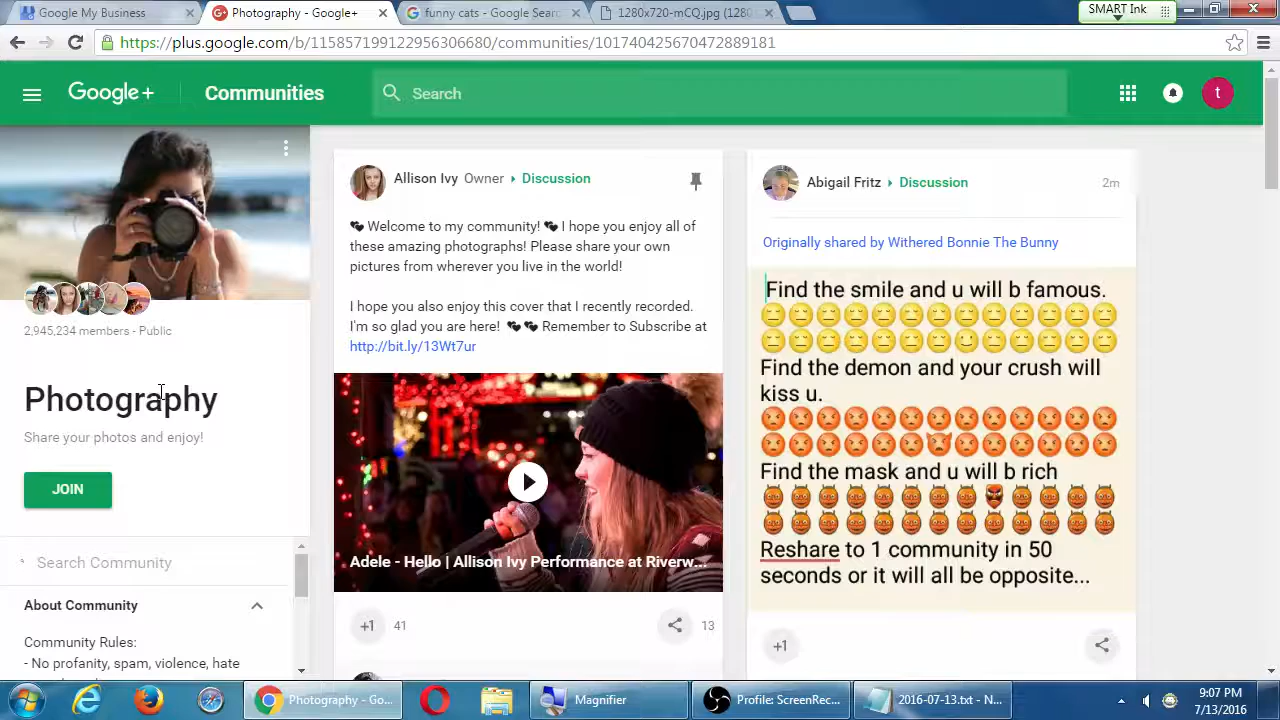 Google My Business
Photography - Google+
funny cats - Google Sear
1280x720-mCQ.jpg (128
SMART Ink
https://plus.google.com/b/115857199122956306680/communities/101740425670472889181
Google+
Communities
Search
t
2,945,234 members - Public
Photography
Share your photos and enjoy!
JOIN
Search Community
About Community
Community Rules:
- No profanity, spam, violence, hate
Allison Ivy Owner Discussion
Welcome to my community! I hope you enjoy all of
these amazing photographs! Please share your own
pictures from wherever you live in the world!
I hope you also enjoy this cover that I recently recorded.
I'm so glad you are here! Remember to Subscribe at
http://bit.ly/13Wt7ur
Adele - Hello | Allison Ivy Performance at Riverw...
+1 41
13
Abigail Fritz Discussion
2m
Originally shared by Withered Bonnie The Bunny
Find the smile and u will b famous.
Find the demon and your crush will
kiss u.
Find the mask and u will b rich
Reshare to 1 community in 50
seconds or it will all be opposite...
+1
Photography - Go...
Magnifier
Profile: ScreenRec...
2016-07-13.txt - N...
9:07 PM
7/13/2016